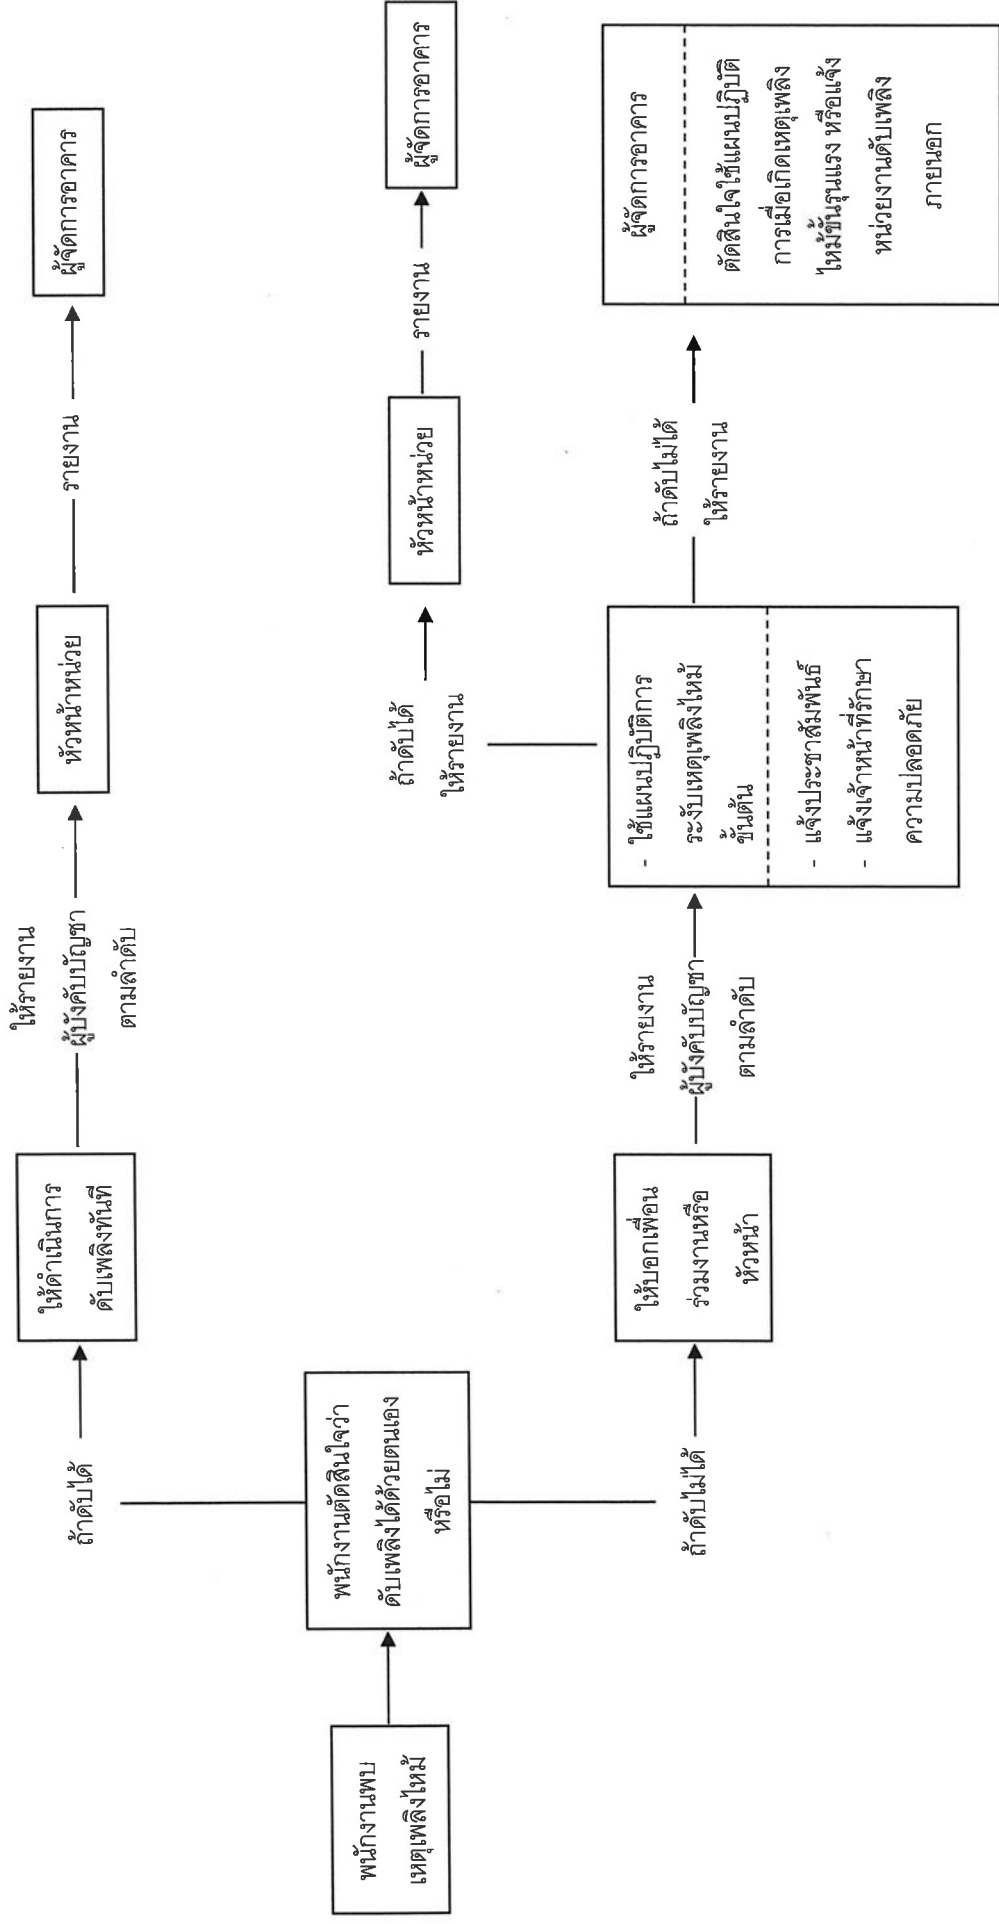 พนักงานพบ
เหตุเพลิงไหม้
พนักงานตัดสินใจว่า
ดับเพลิงได้ด้วยตนเอง
หรือไม่
ถ้าดับได้
ให้ดำเนินการ
ดับเพลิงทันที
ให้รายงาน
ผู้บังคับบัญชา
ตามลำดับ
หัวหน้าหน่วย
รายงาน
ผู้จัดการอาคาร
ถ้าดับไม่ได้
ให้บอกเพื่อน
ร่วมงานหรือ
หัวหน้า
ให้รายงาน
ผู้บังคับบัญชา
ตามลำดับ
- ใช้แผนปฏิบัติการ
ระงับเหตุเพลิงไหม้
ขั้นต้น
- แจ้งประชาสัมพันธ์
- แจ้งเจ้าหน้าที่รักษา
ความปลอดภัย
ถ้าดับได้
ให้รายงาน
หัวหน้าหน่วย
รายงาน
ผู้จัดการอาคาร
ถ้าดับไม่ได้
ให้รายงาน
ผู้จัดการอาคาร
ตัดสินใจใช้แผนปฏิบัติ
การเมื่อเกิดเหตุเพลิง
ไหม้ขั้นรุนแรง หรือแจ้ง
หน่วยงานดับเพลิง
ภายนอก